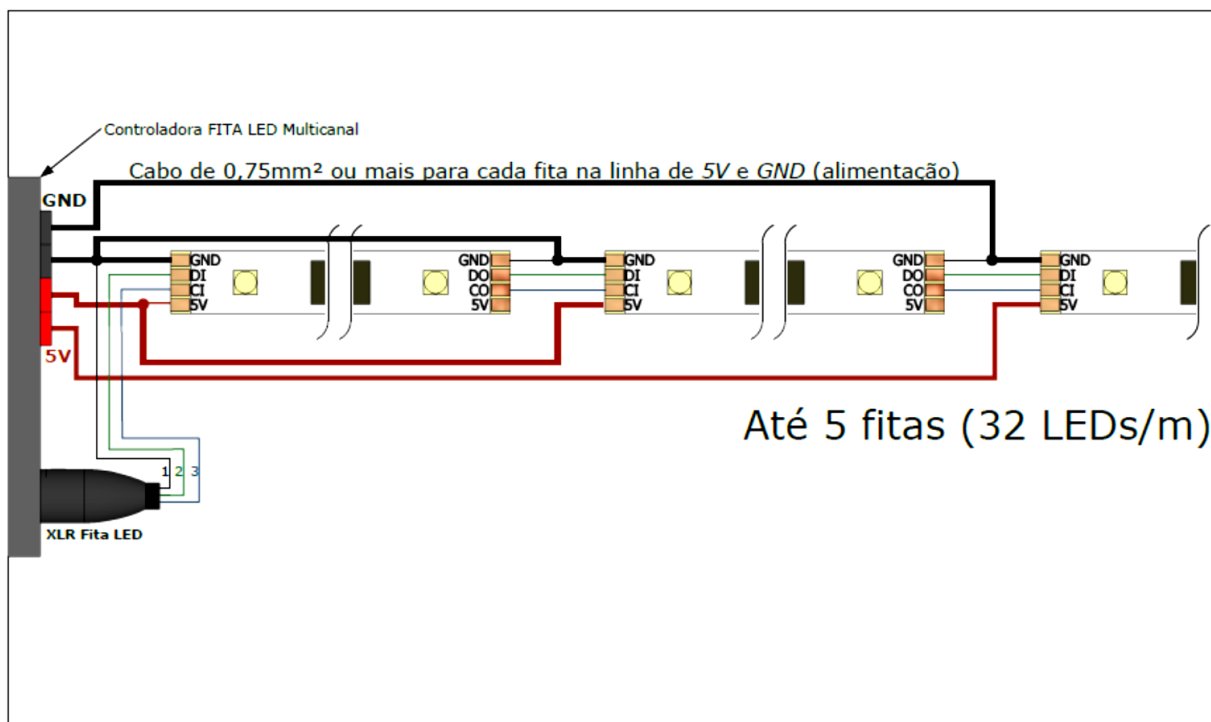 Controladora FITA LED Multicanal
Cabo de 0,75mm² ou mais para cada fita na linha de 5V e GND (alimentação)
GND
GND
DI
CI
5V
GND
DO
CO
5V
GND
DI
CI
5V
GND
DO
CO
5V
GND
DI
CI
5V
5V
Até 5 fitas (32 LEDs/m)
1 2 3
XLR Fita LED